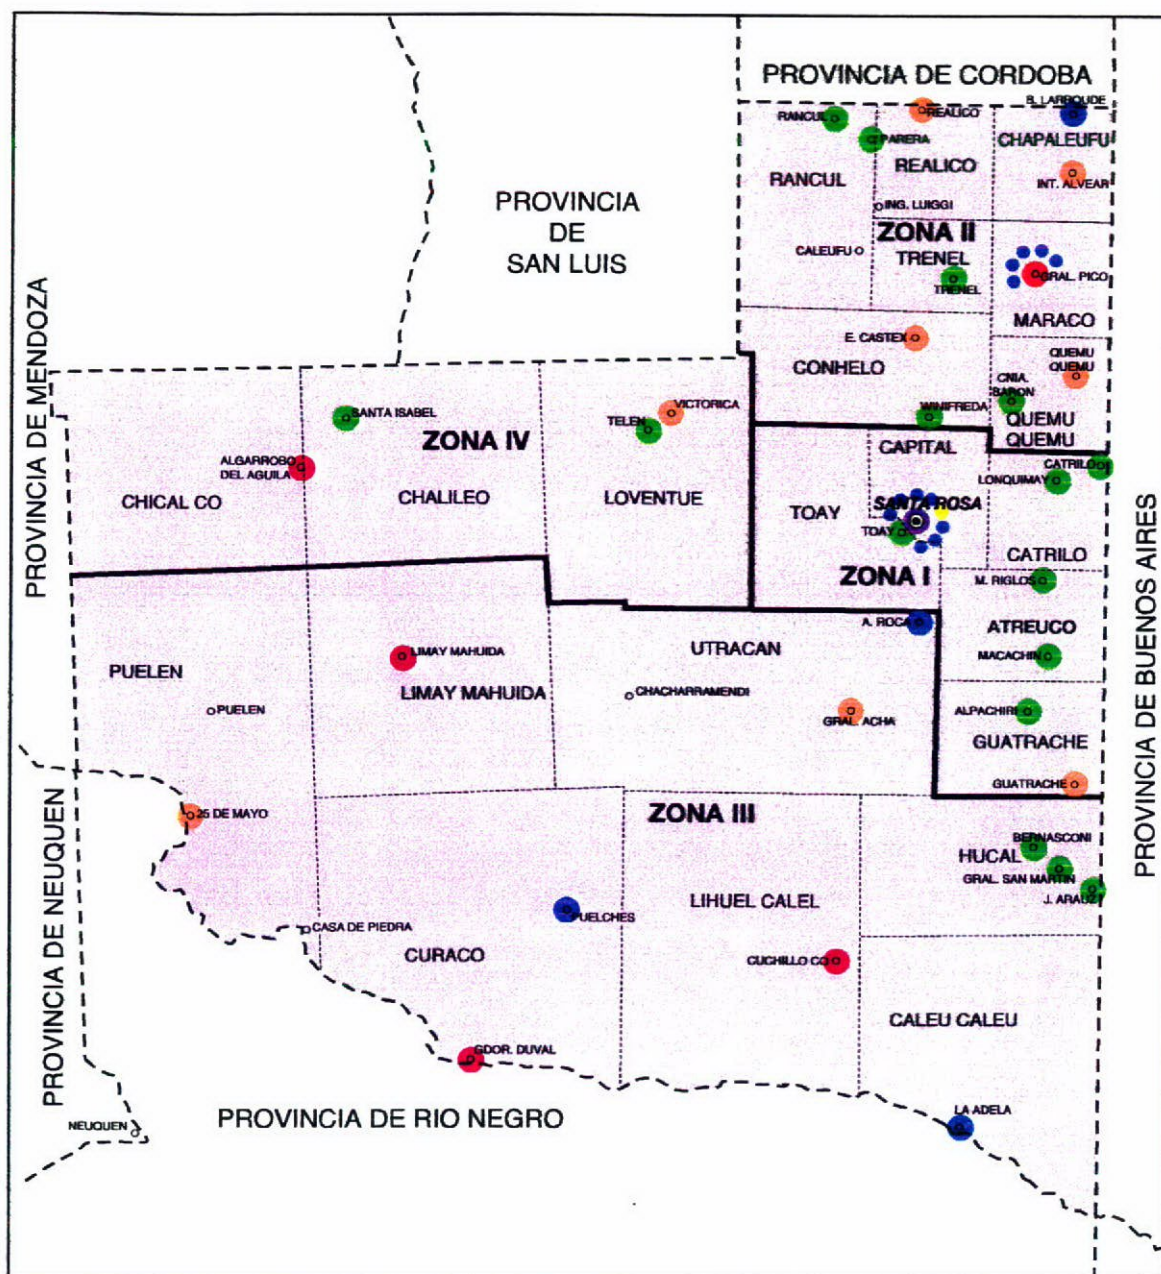 PROVINCIA DE CORDOBA
RANCUL
REALICO
B. LARROUDE
PARERA
CHAPALEUFU
REALICO
RANCUL
INT. ALVEAR
PROVINCIA
DE
SAN LUIS
ING. LUIGGI
ZONA II
CALEUFU
TRENEL
TRENEL
GRAL. PICO
MARACO
E. CASTEX
CONHELO
QUEMU
QUEMU
CNIA.
BARON
WINIFREDA
QUEMU
QUEMU
PROVINCIA DE MENDOZA
SANTA ISABEL
VICTORICA
TELEN
ZONA IV
ALGARROBO
DEL AGUILA
CHICAL CO
CHALILEO
LOVENTUE
CAPITAL
CATRILO
LONQUIMAY
TOAY
SANTA ROSA
TOAY
CATRILO
ZONA I
M. RIGLOS
A. ROCA
ATREUCO
MACACHIN
PROVINCIA DE BUENOS AIRES
PUELEN
LIMAY MAHUIDA
LIMAY MAHUIDA
UTRACAN
CHACHARRAMENDI
PUELEN
GRAL. ACHA
ALPACHIRI
GUATRACHE
GUATRACHE
25 DE MAYO
ZONA III
BERNASCONI
HUCAL
GRAL. SAN MARTIN
J. ARAUZ
PROVINCIA DE NEUQUEN
CASA DE PIEDRA
PUELCHES
LIHUEL CALEL
CURACO
CUCHILLO CO
CALEU CALEU
GDOR. DUVAL
PROVINCIA DE RIO NEGRO
LA ADELA
NEUQUEN